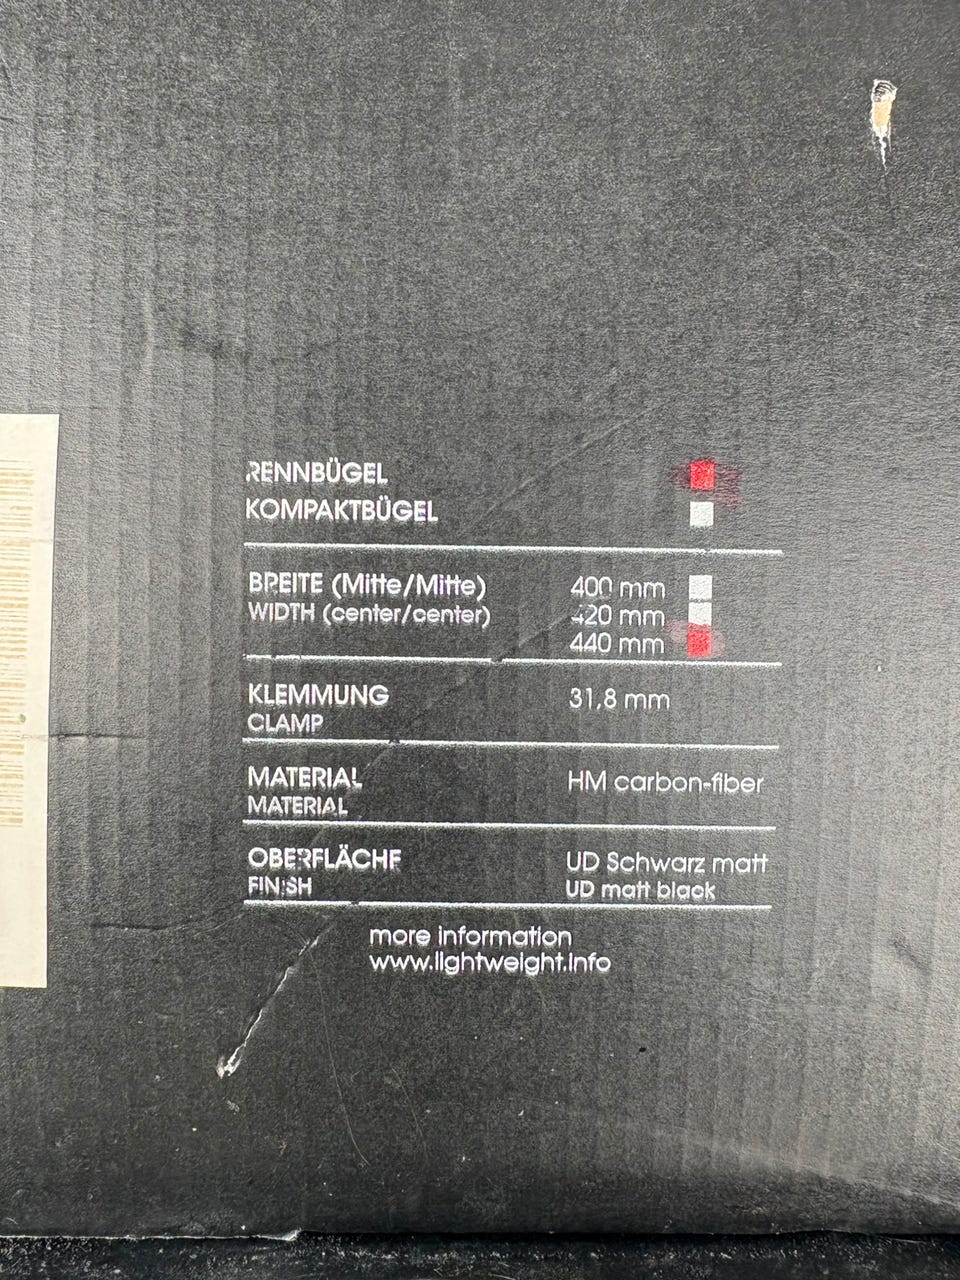 RENNBÜGEL
KOMPAKTBÜGEL
BREITE (Mitte/Mitte) 400 mm
WIDTH (center/center) 420 mm
440 mm
KLEMMUNG 31,8 mm
CLAMP
MATERIAL HM carbon-fiber
MATERIAL
OBERFLÄCHE UD Schwarz matt
FINISH UD matt black
more information
www.lightweight.info